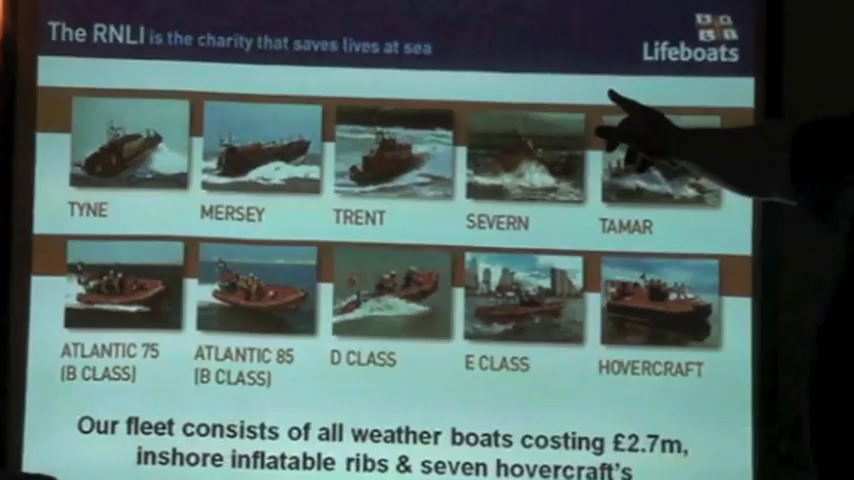 The RNLI is the charity that saves lives at sea
Lifeboats
TYNE
MERSEY
TRENT
SEVERN
TAMAR
ATLANTIC 75
(B CLASS)
ATLANTIC 85
(B CLASS)
D CLASS
E CLASS
HOVERCRAFT
Our fleet consists of all weather boats costing £2.7m,
inshore inflatable ribs & seven hovercraft's